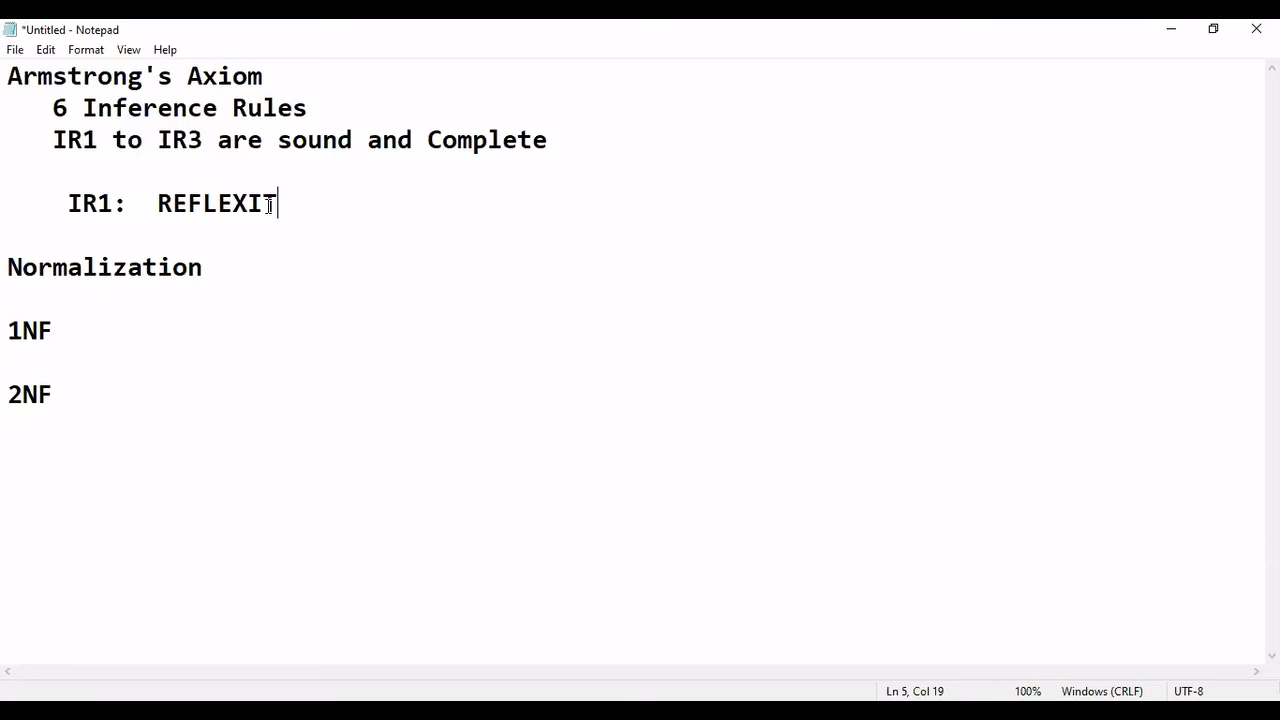 *Untitled - Notepad
File Edit Format View Help
Armstrong's Axiom
6 Inference Rules
IR1 to IR3 are sound and Complete
IR1: REFLEXIT
Normalization
1NF
2NF
Ln 5, Col 19 100% Windows (CRLF) UTF-8